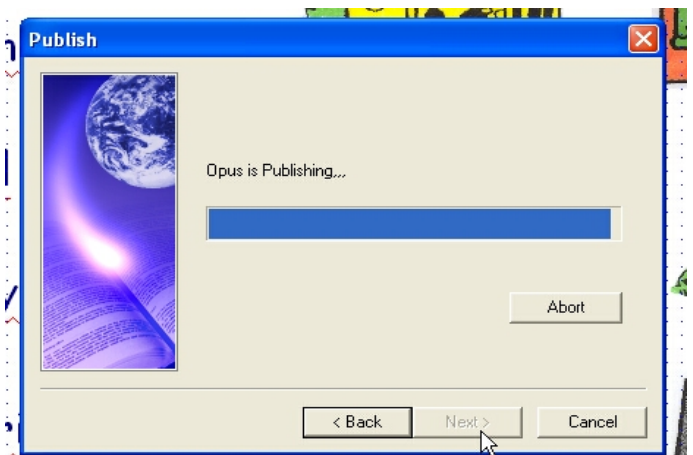 Publish
Opus is Publishing,,,
Abort
< Back
Next >
Cancel